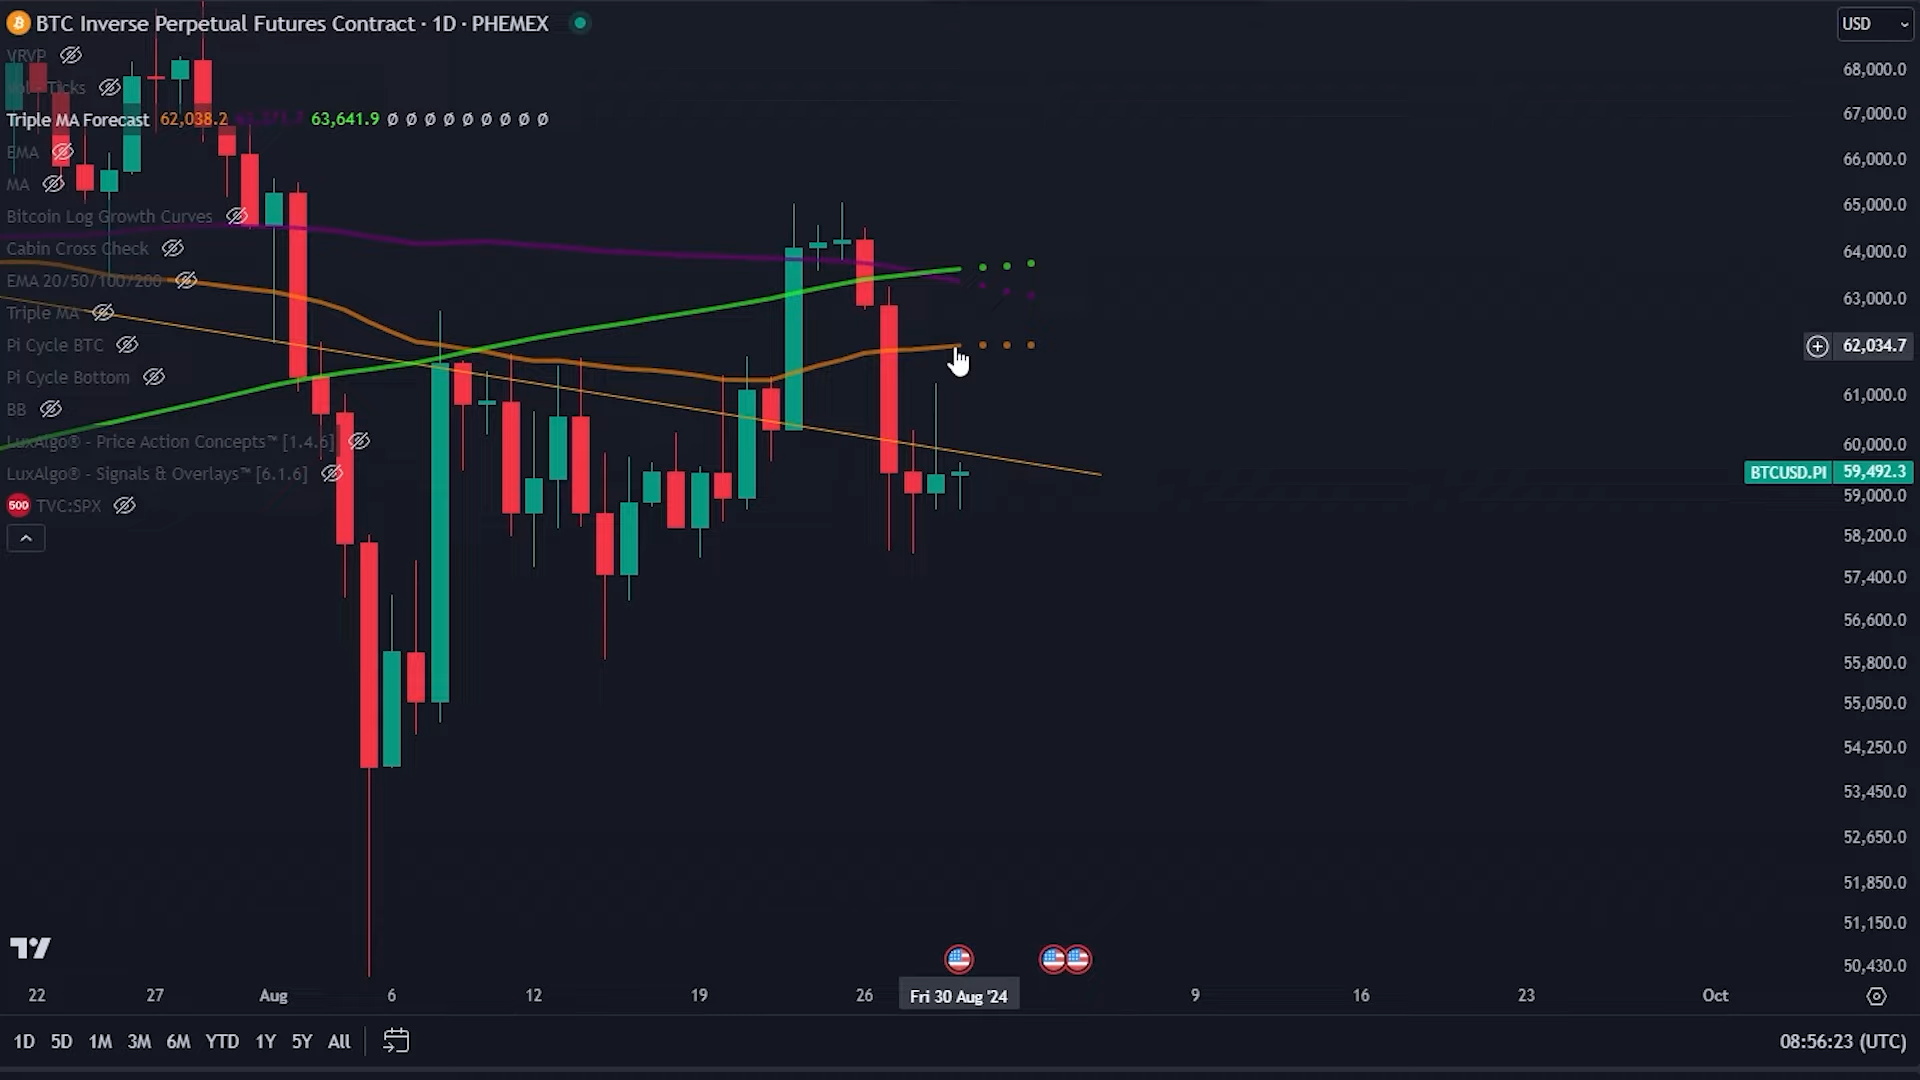 BTC Inverse Perpetual Futures Contract · 1D · PHEMEX
USD
VRVP
Ticks
Triple MA Forecast 62,038.2 63,641.9 Ø Ø Ø Ø Ø Ø Ø Ø Ø
EMA
MA
Bitcoin Log Growth Curves
Cabin Cross Check
EMA 20/50/100/200
Triple MA
Pi Cycle BTC
Pi Cycle Bottom
BB
LuxAlgo® - Price Action Concepts™ [1.4.6]
LuxAlgo® - Signals & Overlays™ [6.1.6]
500 TVC:SPX
68,000.0
67,000.0
66,000.0
65,000.0
64,000.0
63,000.0
62,034.7
61,000.0
60,000.0
BTCUSD.PI 59,492.3
59,000.0
58,200.0
57,400.0
56,600.0
55,800.0
55,050.0
54,250.0
53,450.0
52,650.0
51,850.0
51,150.0
50,430.0
22 27 Aug 6 12 19 26 Fri 30 Aug '24 9 16 23 Oct
1D 5D 1M 3M 6M YTD 1Y 5Y All
08:56:23 (UTC)